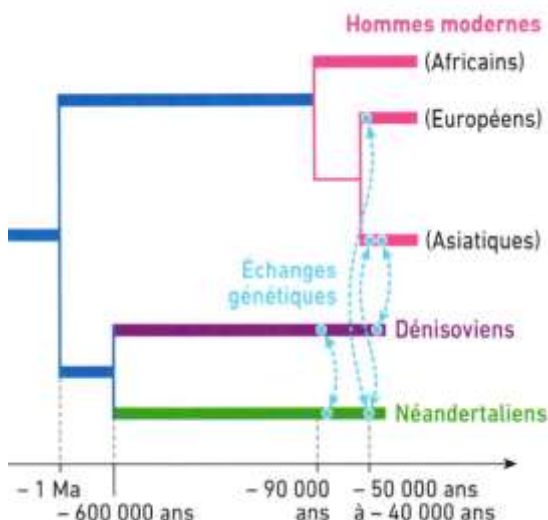 Hommes modernes
(Africains)
(Européens)
(Asiatiques)
Échanges
génétiques
Dénisoviens
Néandertaliens
– 1 Ma
– 600 000 ans
– 90 000
ans
– 50 000 ans
à – 40 000 ans